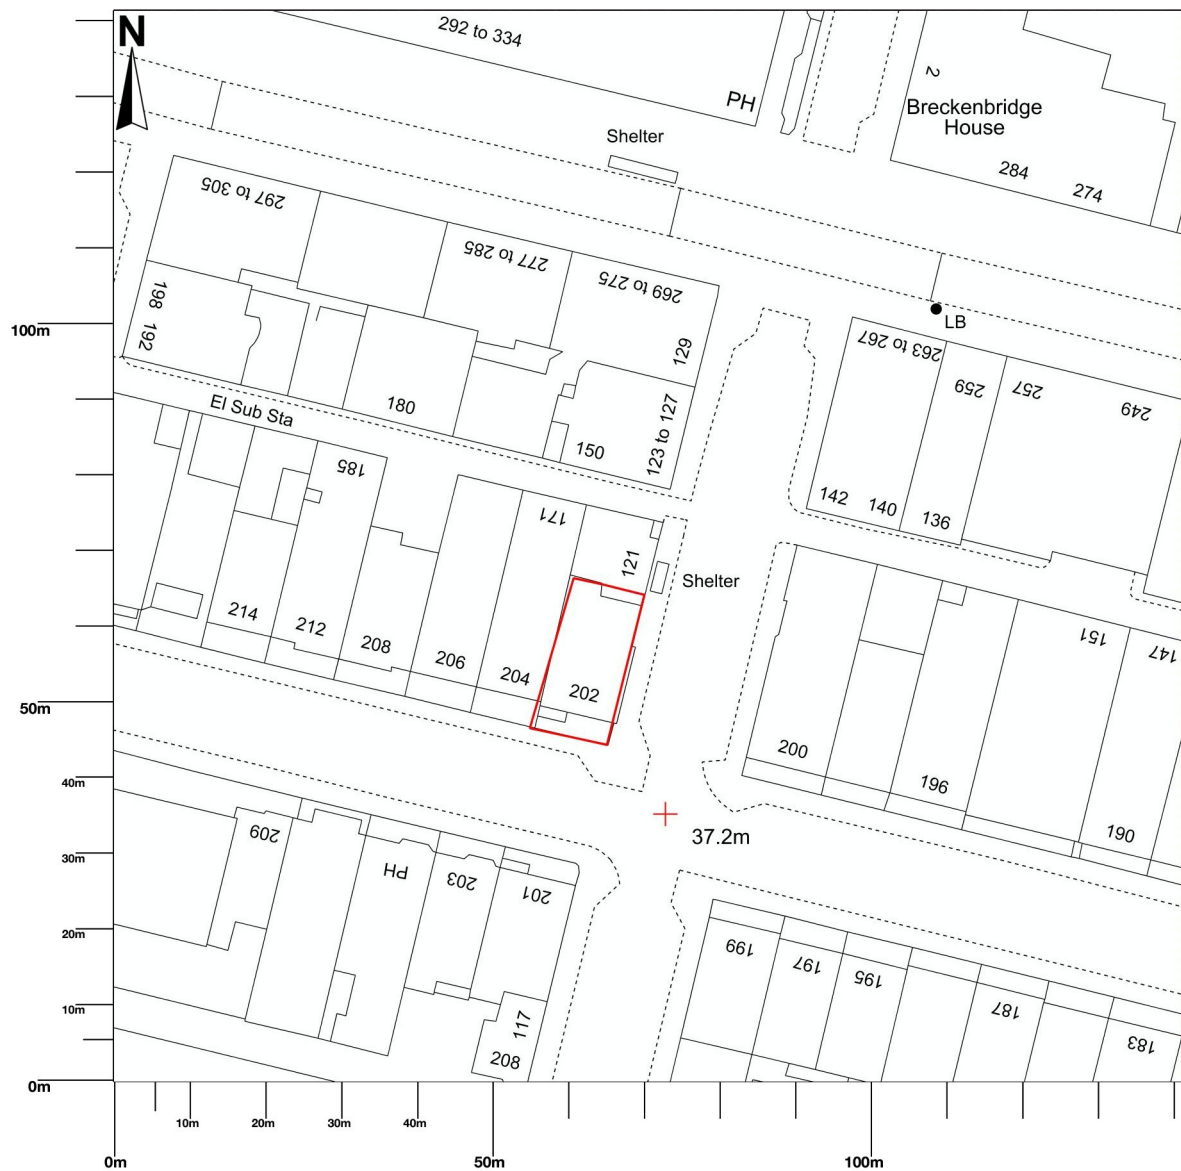 N
292 to 334
PH
2
Breckenbridge
House
284
274
Shelter
297 to 305
277 to 285
269 to 275
129
198
192
180
150
123 to 127
LB
263 to 267
259
257
249
142
140
136
100m
El Sub Sta
185
171
121
Shelter
214
212
208
206
204
202
151
147
200
196
190
50m
40m
30m
20m
10m
0m
37.2m
209
PH
203
201
117
208
199
197
195
187
183
10m
20m
30m
40m
0m
50m
100m